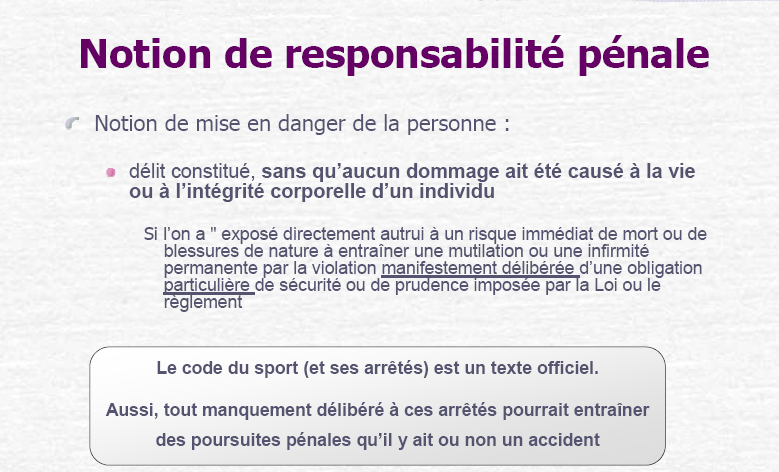 Notion de responsabilité pénale
Notion de mise en danger de la personne :
délit constitué, sans qu’aucun dommage ait été causé à la vie
ou à l’intégrité corporelle d’un individu
Si l’on a " exposé directement autrui à un risque immédiat de mort ou de
blessures de nature à entraîner une mutilation ou une infirmité
permanente par la violation manifestement délibérée d’une obligation
particulière de sécurité ou de prudence imposée par la Loi ou le
règlement
Le code du sport (et ses arrêtés) est un texte officiel.
Aussi, tout manquement délibéré à ces arrêtés pourrait entraîner
des poursuites pénales qu’il y ait ou non un accident